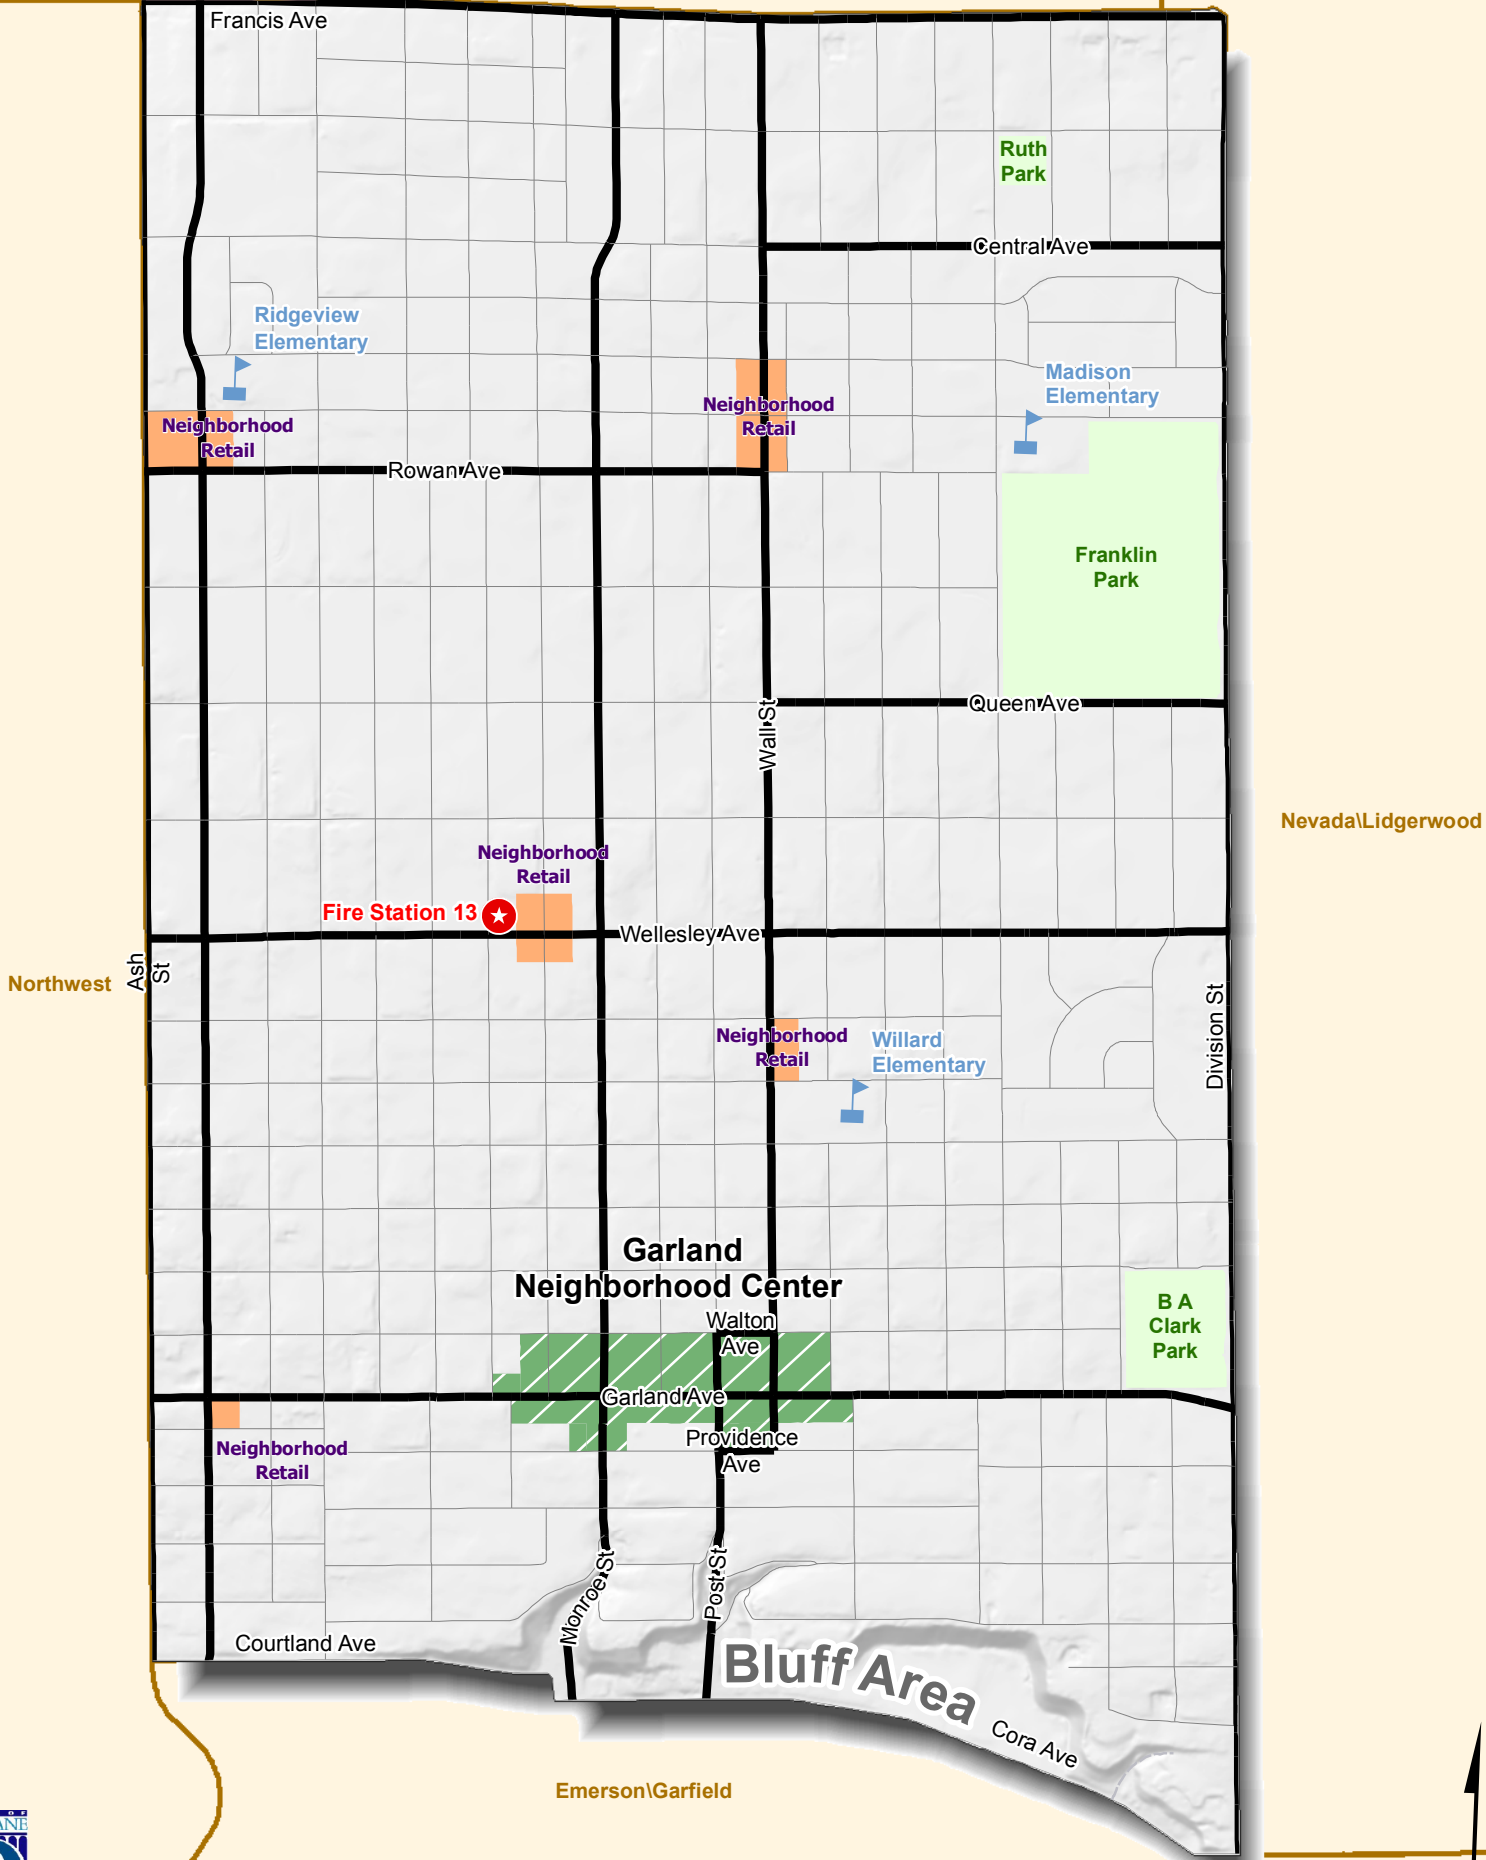 Francis Ave
Ruth
Park
Central Ave
Ridgeview
Elementary
Madison
Elementary
Neighborhood
Retail
Neighborhood
Retail
Rowan Ave
Franklin
Park
Queen Ave
Wall St
Nevada\Lidgerwood
Neighborhood
Retail
Fire Station 13
Wellesley Ave
Ash
St
Northwest
Division St
Neighborhood
Retail
Willard
Elementary
Garland
Neighborhood Center
Walton
Ave
B A
Clark
Park
Garland Ave
Providence
Ave
Neighborhood
Retail
Monroe St
Post St
Courtland Ave
Bluff Area
Cora Ave
Emerson\Garfield